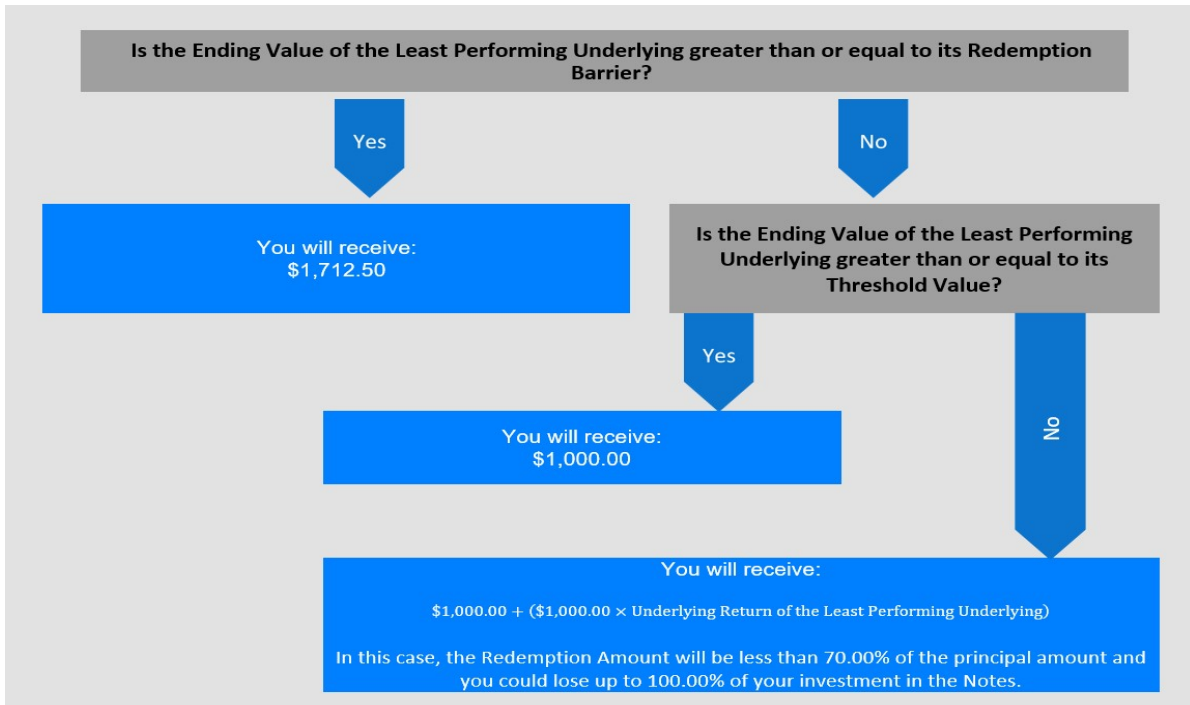 Is the Ending Value of the Least Performing Underlying greater than or equal to its Redemption
Barrier?
Yes
No
You will receive:
$1,712.50
Is the Ending Value of the Least Performing
Underlying greater than or equal to its
Threshold Value?
Yes
No
You will receive:
$1,000.00
You will receive:
$1,000.00 + ($1,000.00 × Underlying Return of the Least Performing Underlying)
In this case, the Redemption Amount will be less than 70.00% of the principal amount and
you could lose up to 100.00% of your investment in the Notes.